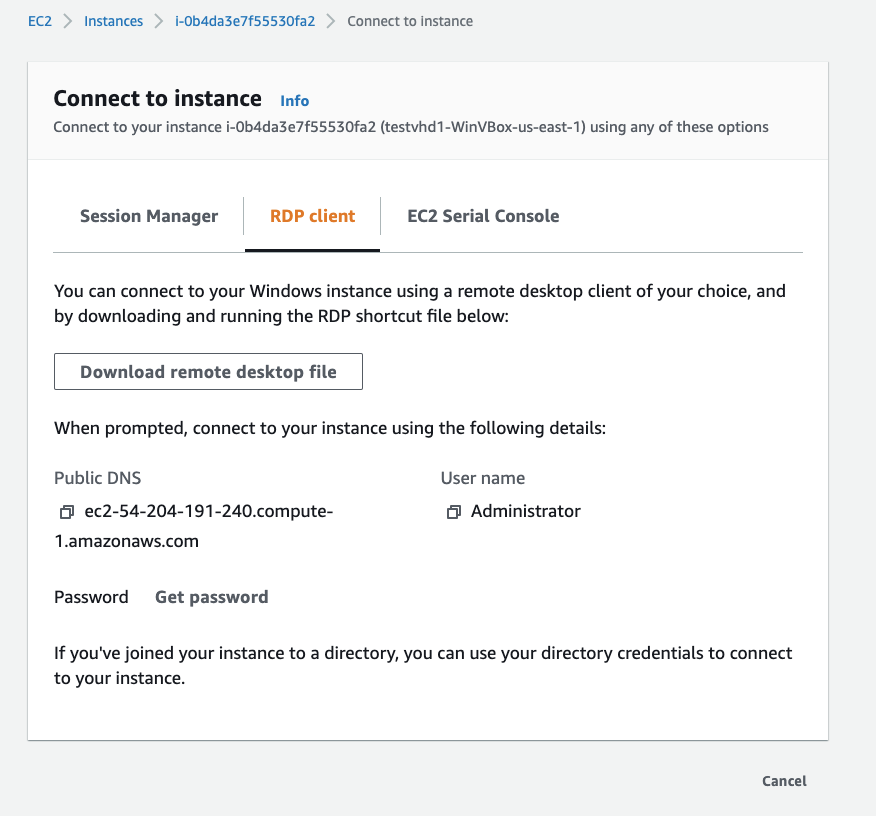 EC2 > Instances > i-0b4da3e7f55530fa2 > Connect to instance
Connect to instance Info
Connect to your instance i-0b4da3e7f55530fa2 (testvhd1-WinVBox-us-east-1) using any of these options
Session Manager RDP client EC2 Serial Console
You can connect to your Windows instance using a remote desktop client of your choice, and
by downloading and running the RDP shortcut file below:
Download remote desktop file
When prompted, connect to your instance using the following details:
Public DNS User name
ec2-54-204-191-240.compute- Administrator
1.amazonaws.com
Password Get password
If you've joined your instance to a directory, you can use your directory credentials to connect
to your instance.
Cancel